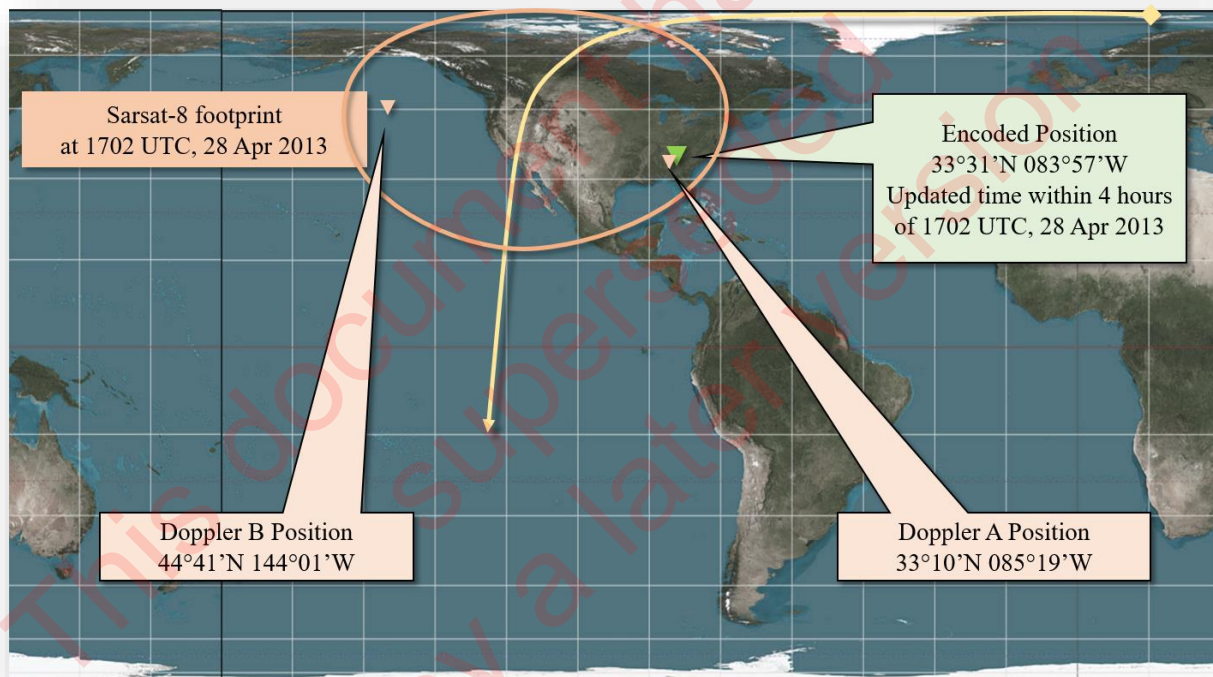 Sarsat-8 footprint
at 1702 UTC, 28 Apr 2013
Encoded Position
33°31’N 083°57’W
Updated time within 4 hours
of 1702 UTC, 28 Apr 2013
Doppler B Position
44°41’N 144°01’W
Doppler A Position
33°10’N 085°19’W
This document ha
superseded
by a later version